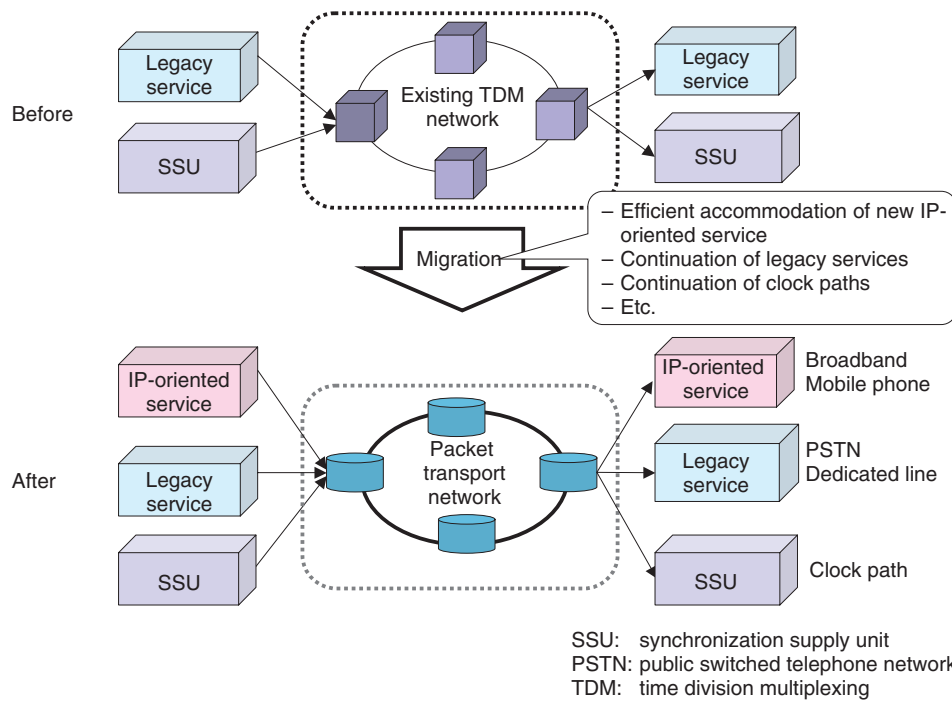 Before
Legacy
service
SSU
Existing TDM
network
Legacy
service
SSU
Migration
– Efficient accommodation of new IP-
oriented service
– Continuation of legacy services
– Continuation of clock paths
– Etc.
After
IP-oriented
service
Legacy
service
SSU
Packet
transport
network
IP-oriented
service
Broadband
Mobile phone
Legacy
service
PSTN
Dedicated line
SSU
Clock path
SSU: synchronization supply unit
PSTN: public switched telephone network
TDM: time division multiplexing